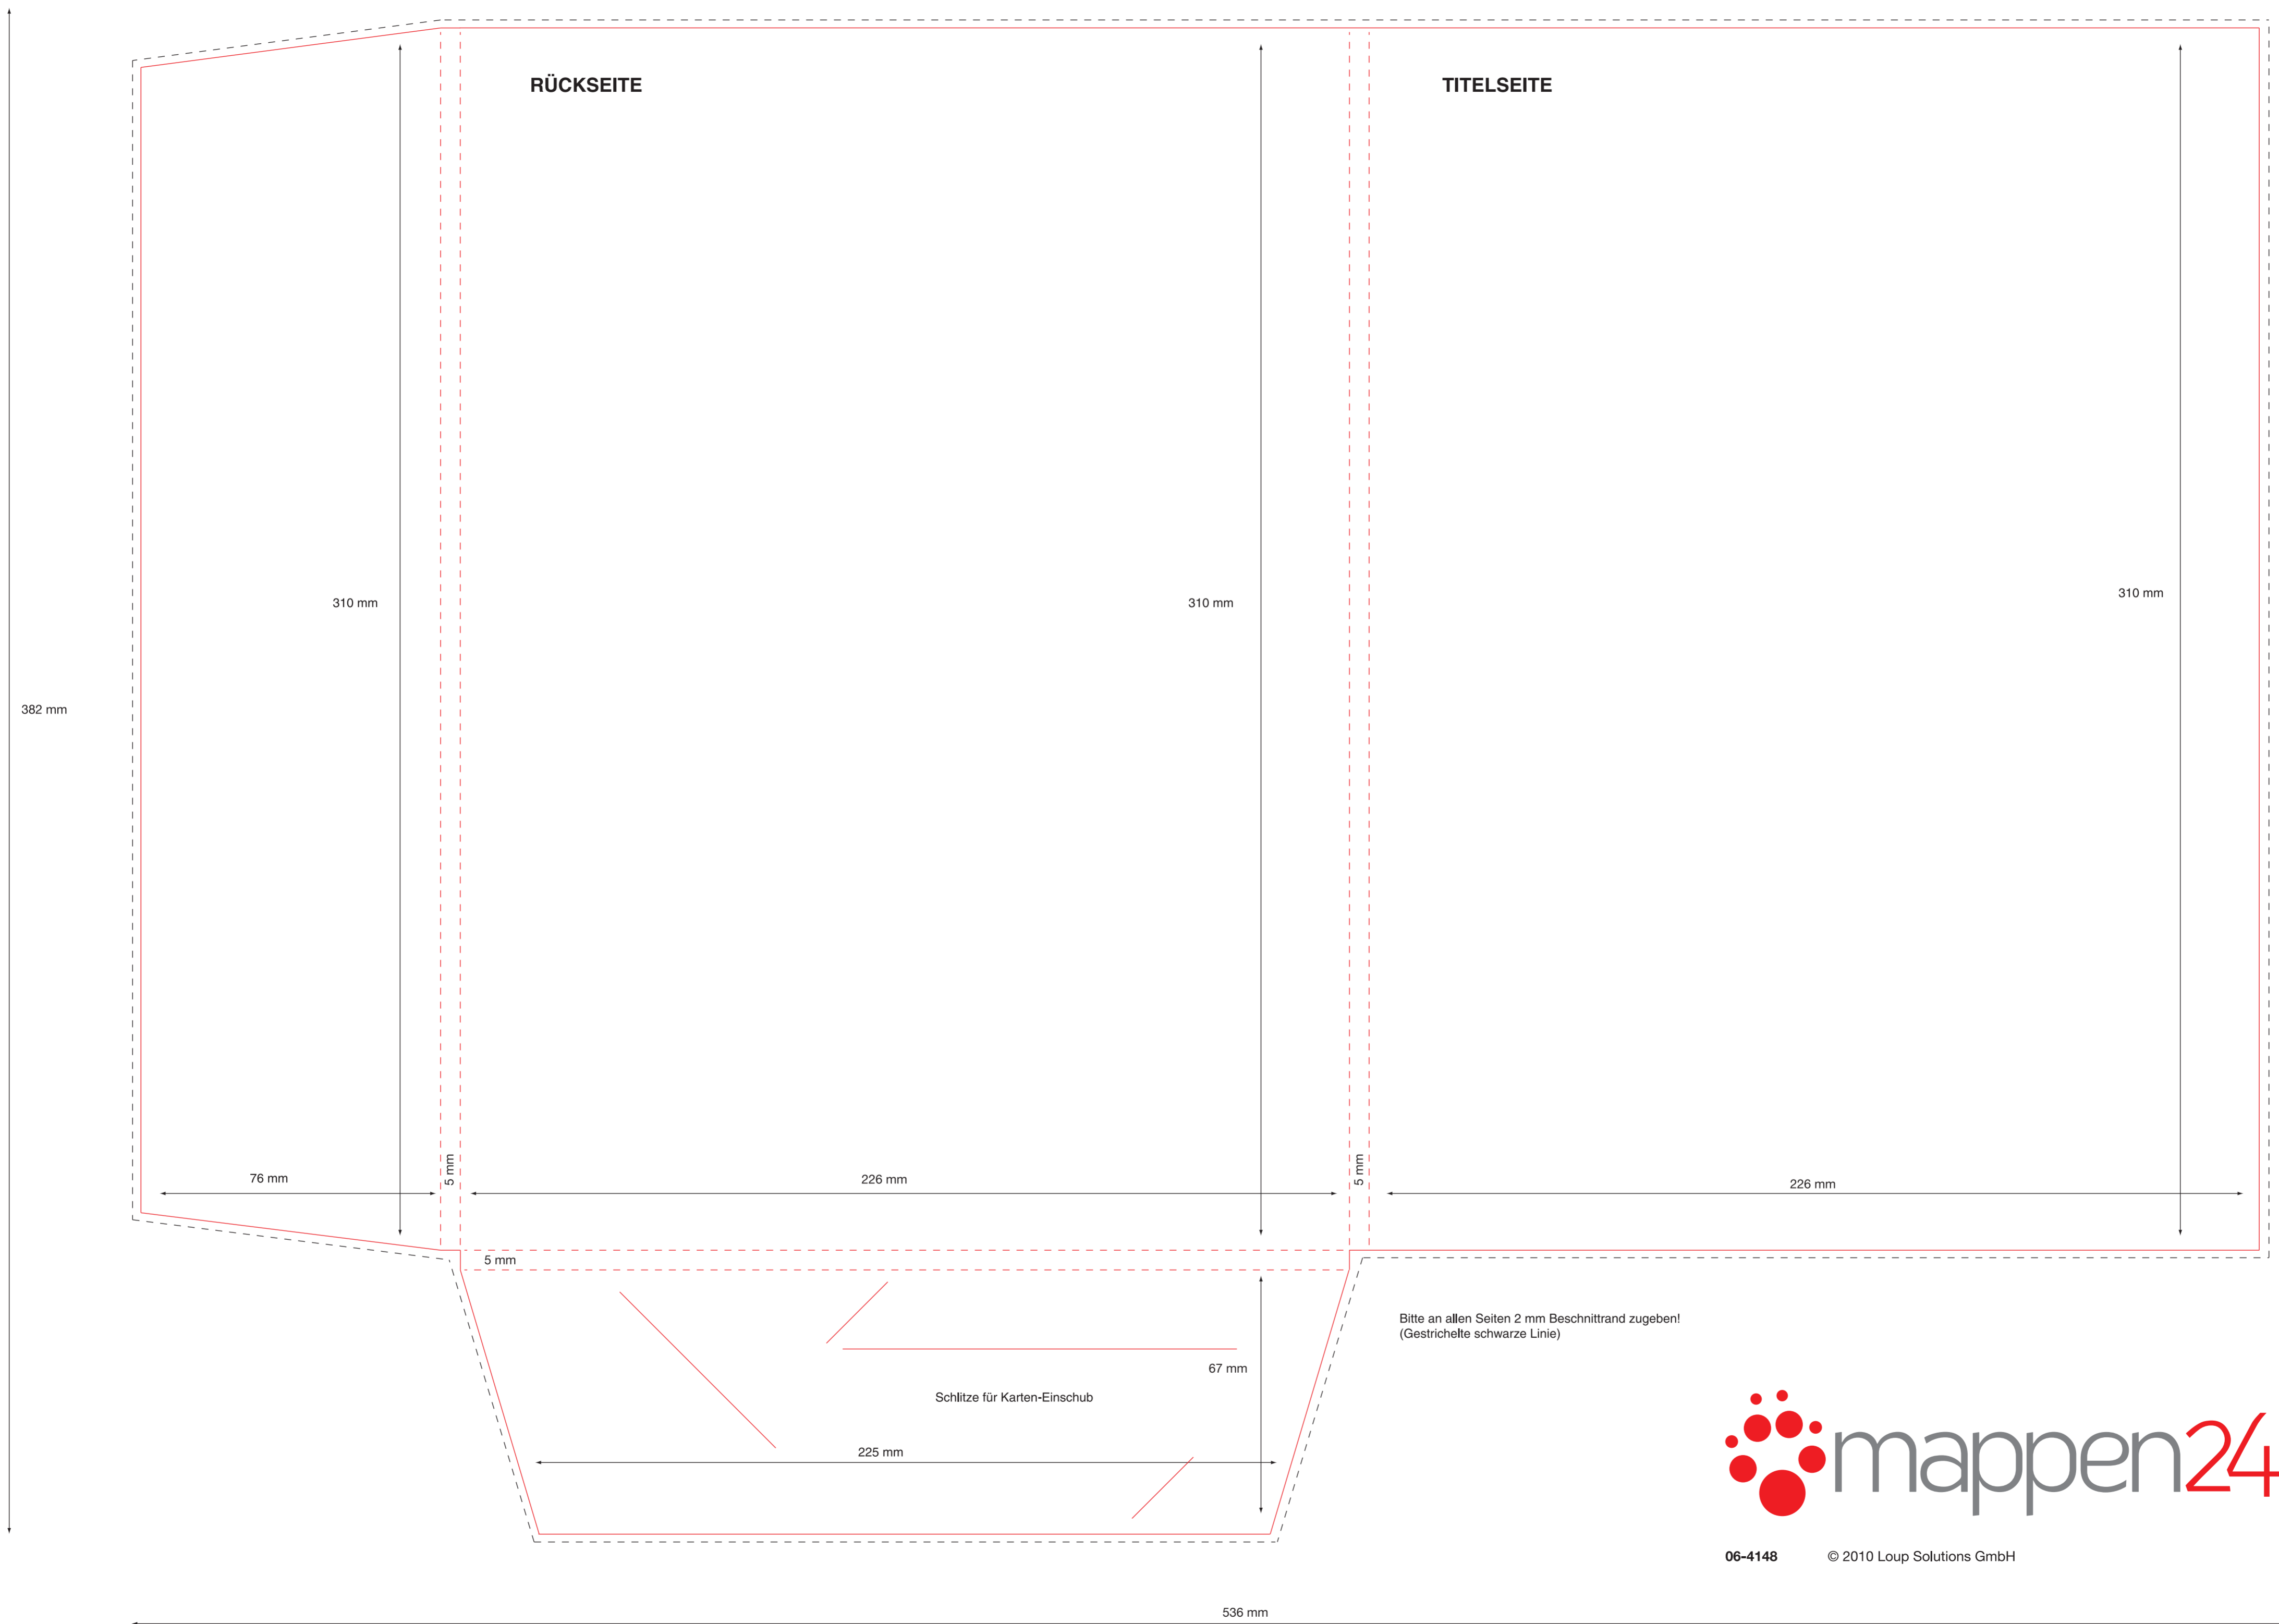 RÜCKSEITE
TITELSEITE
310 mm
310 mm
310 mm
382 mm
76 mm
5 mm
226 mm
5 mm
226 mm
5 mm
Bitte an allen Seiten 2 mm Beschnittrand zugeben!
(Gestrichelte schwarze Linie)
67 mm
Schlitze für Karten-Einschub
225 mm
mappen24
06-4148 © 2010 Loup Solutions GmbH
536 mm